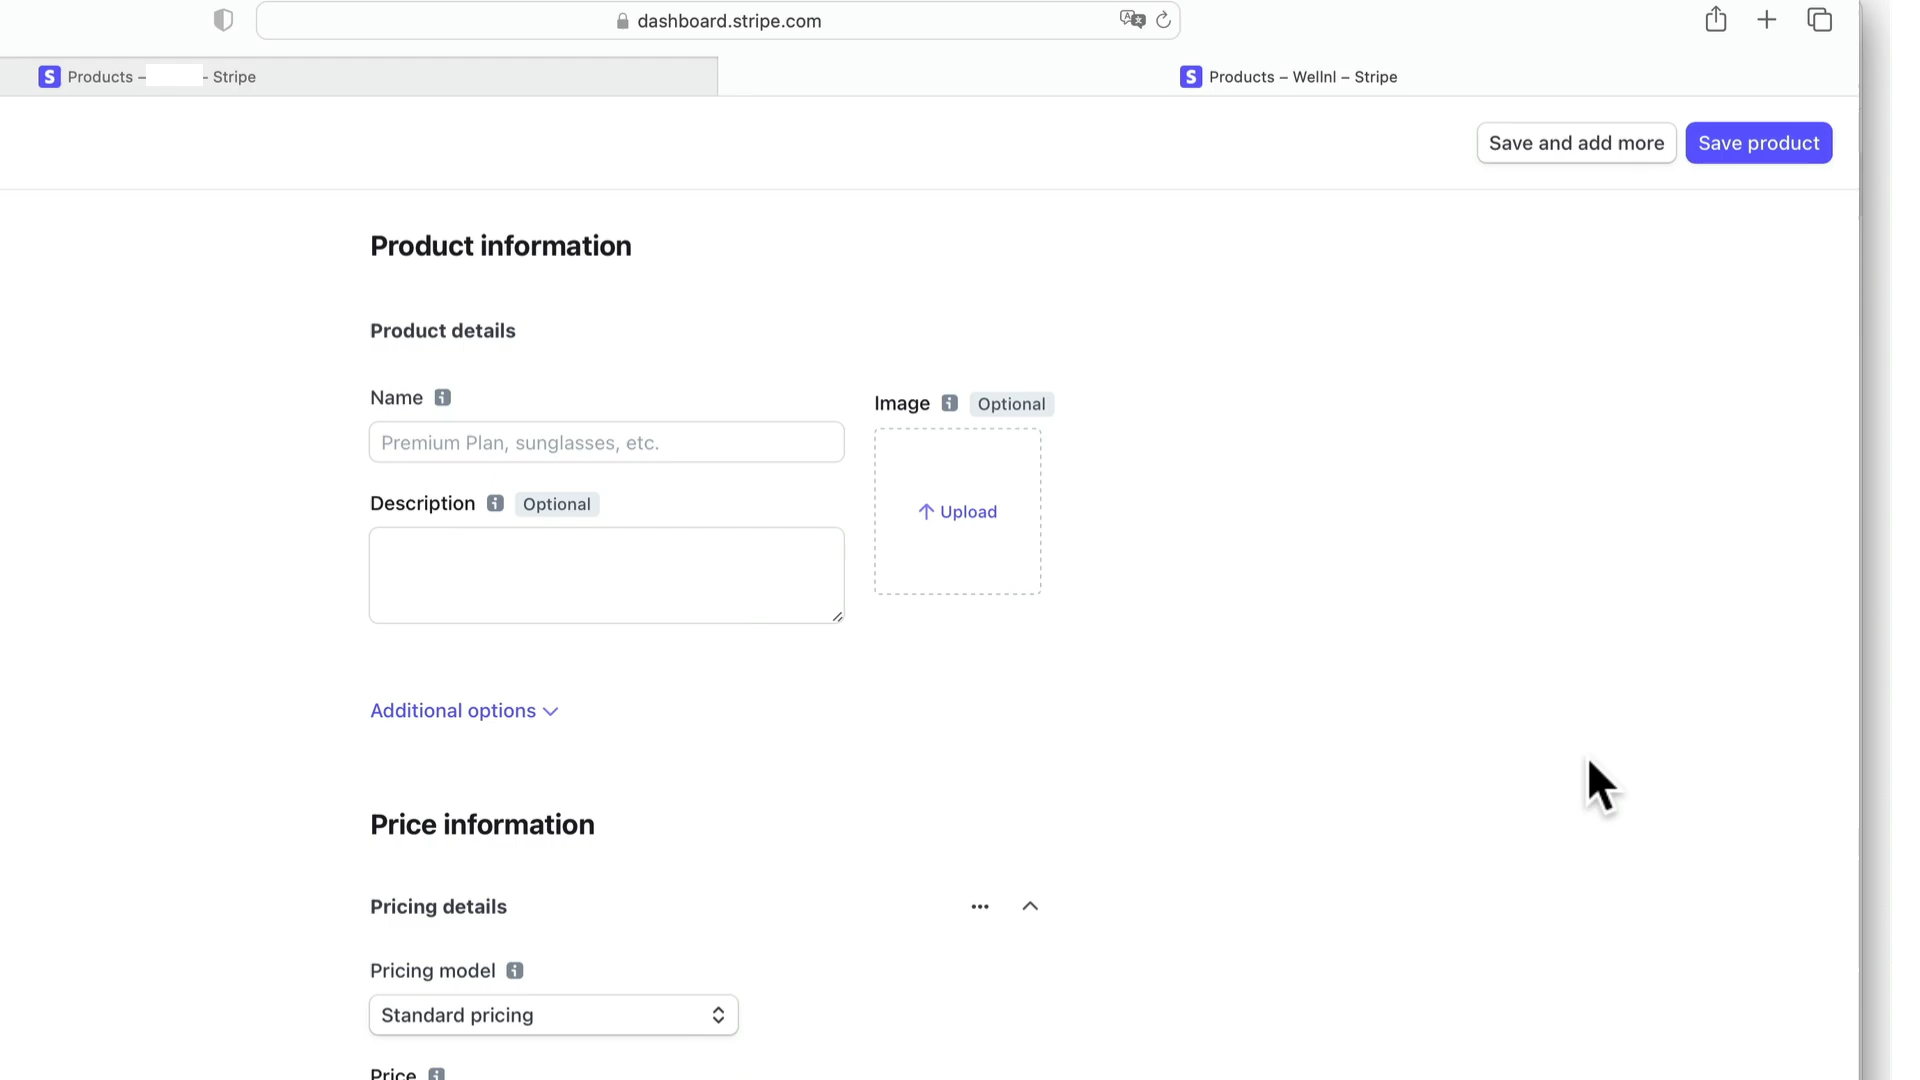 dashboard.stripe.com
S Products – - Stripe
S Products – Wellnl – Stripe
Save and add more
Save product
Product information
Product details
Name
Image Optional
Premium Plan, sunglasses, etc.
Description Optional
Upload
Additional options
Price information
Pricing details
Pricing model
Standard pricing
Price